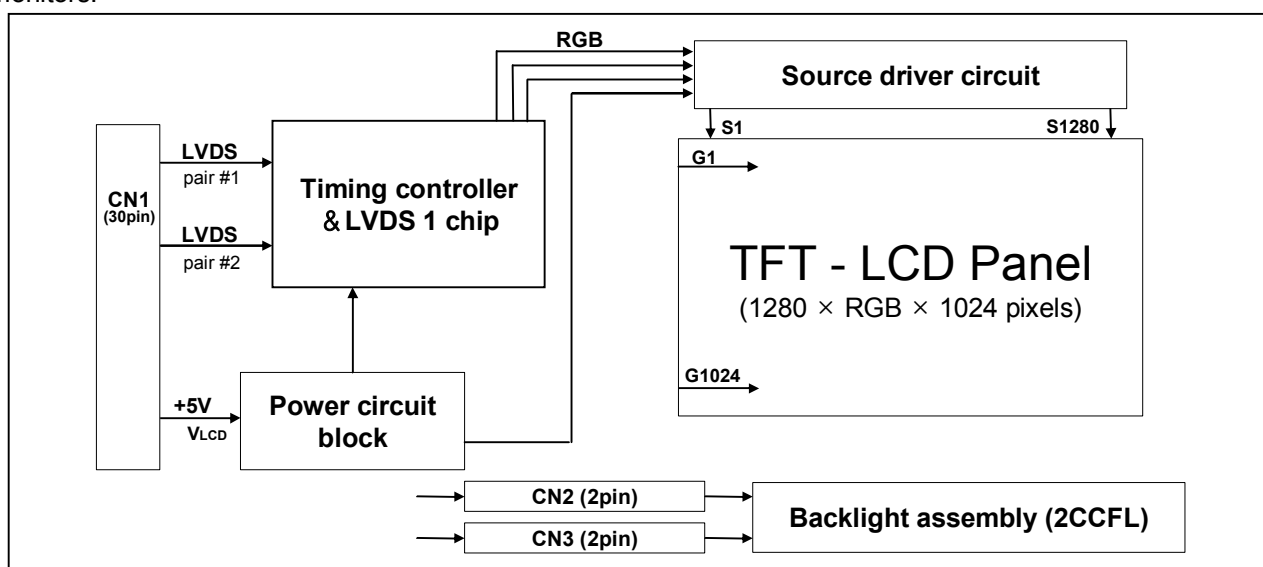 monitors.
RGB
Source driver circuit
S1
S1280
CN1
(30pin)
LVDS
pair #1
LVDS
pair #2
Timing controller
& LVDS 1 chip
G1
TFT - LCD Panel
(1280 × RGB × 1024 pixels)
G1024
+5V
VLCD
Power circuit
block
CN2 (2pin)
CN3 (2pin)
Backlight assembly (2CCFL)